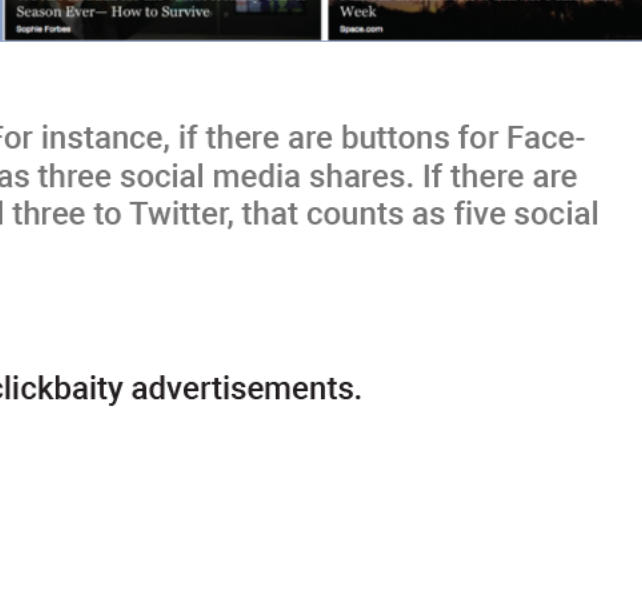 Season Ever— How to Survive
Sophie Forbes
Week
Space.com
For instance, if there are buttons for Face-
as three social media shares. If there are
three to Twitter, that counts as five social
clickbaity advertisements.